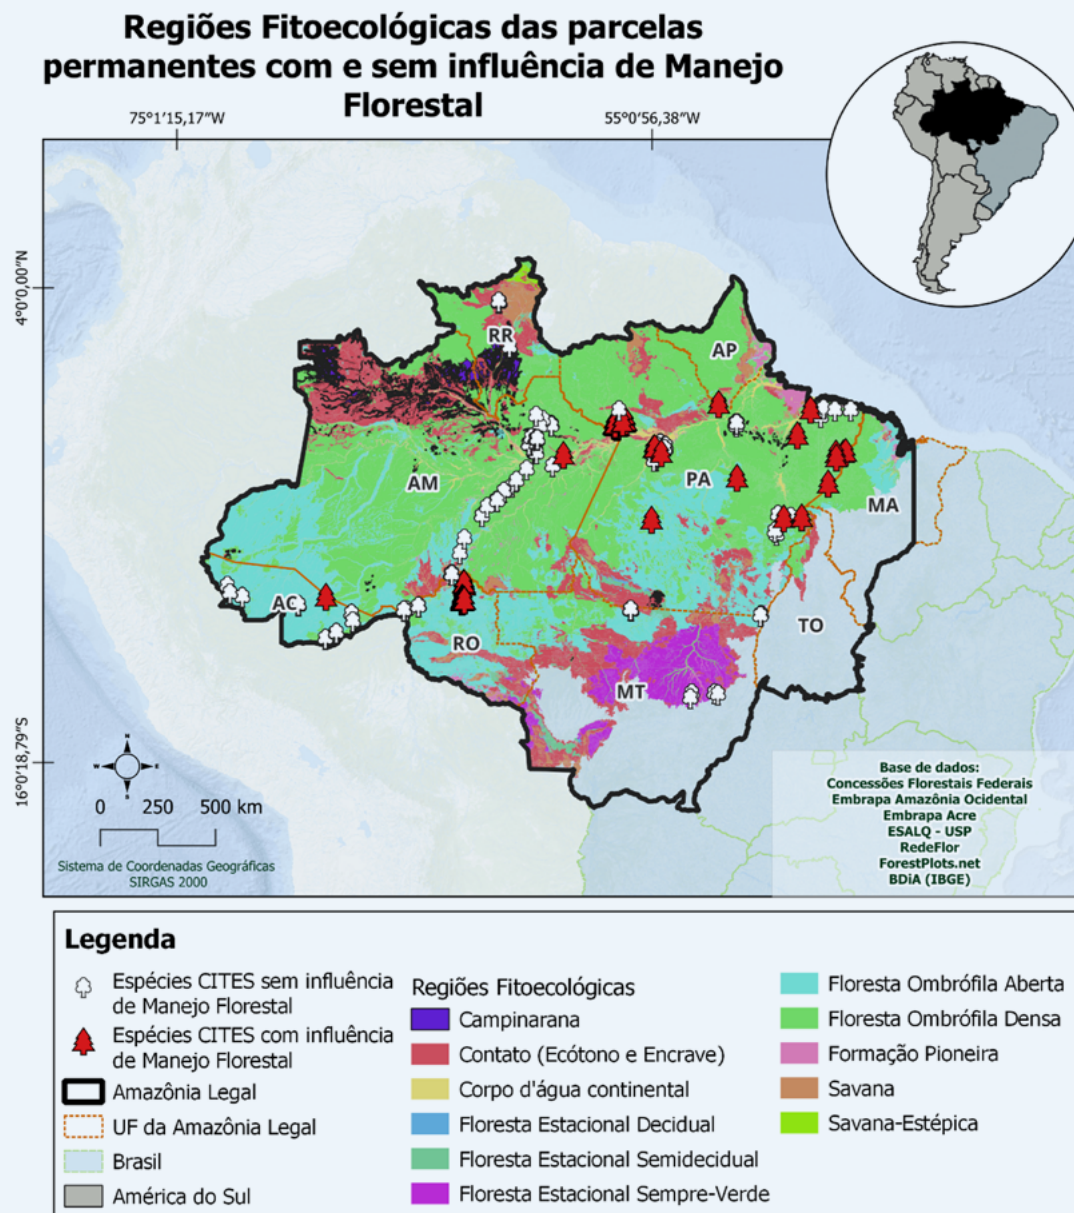 Regiões Fitoecológicas das parcelas
permanentes com e sem influência de Manejo
Florestal
75°1'15,17"W
55°0'56,38"W
4°0'0,00"N
16°0'18,79"S
RR
AP
AM
PA
MA
AC
RO
TO
MT
N
W
E
S
0 250 500 km
Sistema de Coordenadas Geográficas
SIRGAS 2000
Base de dados:
Concessões Florestais Federais
Embrapa Amazônia Ocidental
Embrapa Acre
ESALQ - USP
RedeFlor
ForestPlots.net
BDiA (IBGE)
Legenda
Espécies CITES sem influência
de Manejo Florestal
Espécies CITES com influência
de Manejo Florestal
Amazônia Legal
UF da Amazônia Legal
Brasil
América do Sul
Regiões Fitoecológicas
Campinarana
Contato (Ecótono e Encrave)
Corpo d'água continental
Floresta Estacional Decidual
Floresta Estacional Semidecidual
Floresta Estacional Sempre-Verde
Floresta Ombrófila Aberta
Floresta Ombrófila Densa
Formação Pioneira
Savana
Savana-Estépica